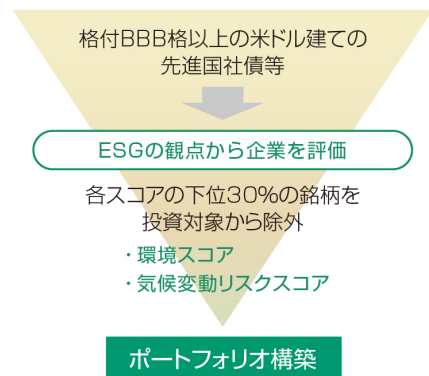 格付BBB格以上の米ドル建ての
先進国社債等
ESGの観点から企業を評価
各スコアの下位30%の銘柄を
投資対象から除外
・環境スコア
・気候変動リスクスコア
ポートフォリオ構築